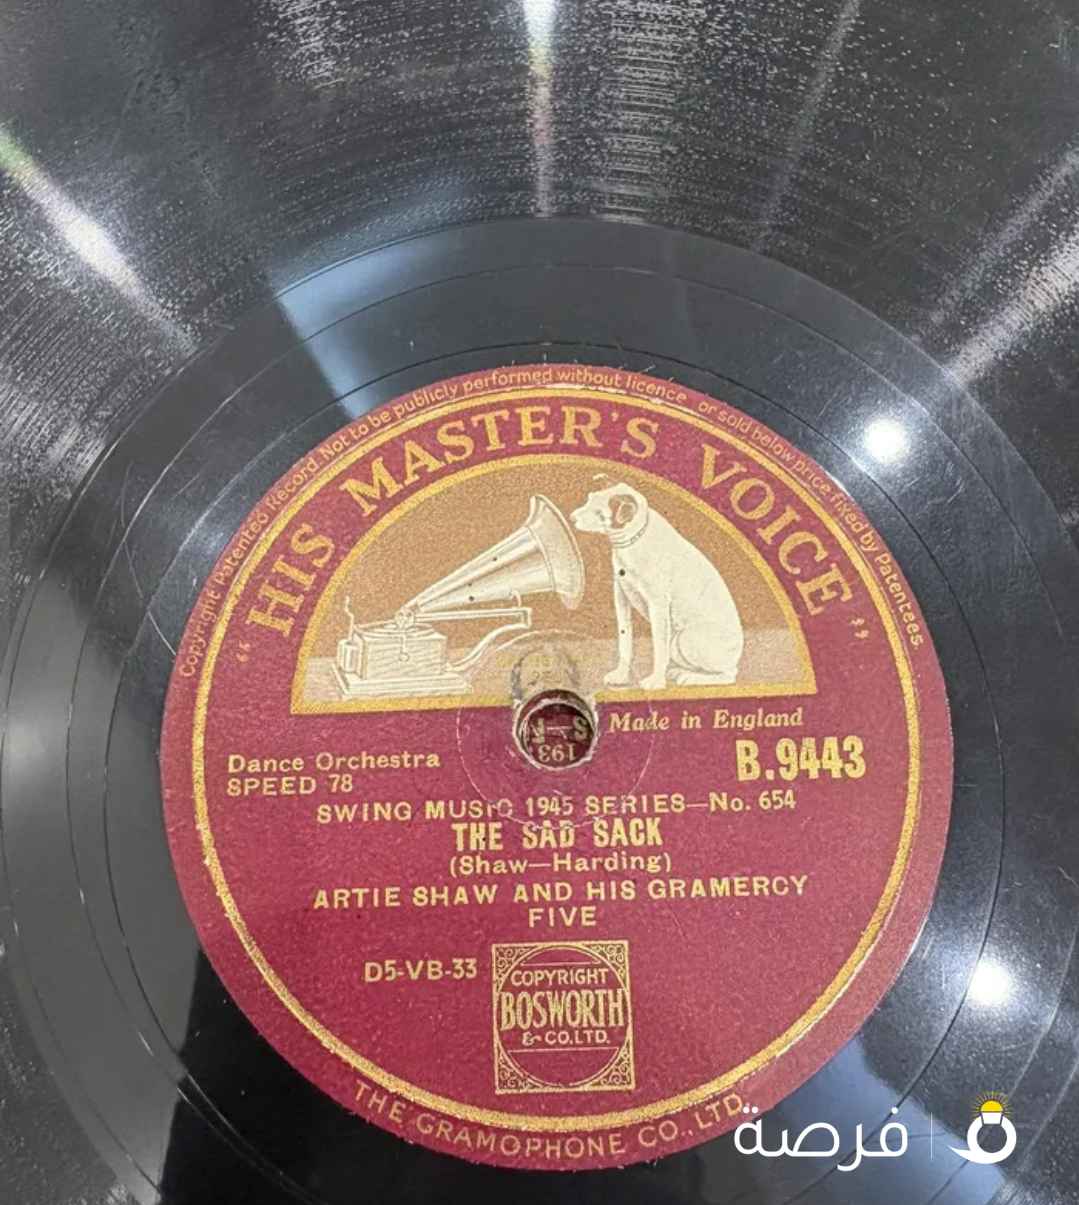 Copyright Patented Record. Not to be publicly performed without licence or sold below price fixed by Patentees.
"HIS MASTER'S VOICE"
Made in England
Dance Orchestra
B.9443
SPEED 78
SWING MUSIC 1945 SERIES—No. 654
THE SAD SACK
(Shaw—Harding)
ARTIE SHAW AND HIS GRAMERCY
FIVE
D5-VB-33
COPYRIGHT
BOSWORTH
& CO. LTD.
THE GRAMOPHONE CO., LTD.
فرصة